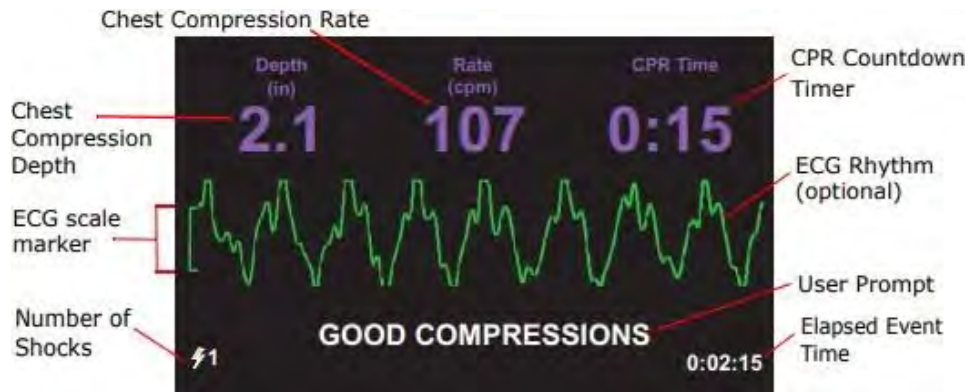 Chest Compression Rate
Depth
(in)
Rate
(cpm)
CPR Time
CPR Countdown
Timer
Chest
Compression
Depth
2.1
107
0:15
ECG Rhythm
(optional)
ECG scale
marker
User Prompt
GOOD COMPRESSIONS
Number of
Shocks
1
0:02:15
Elapsed Event
Time